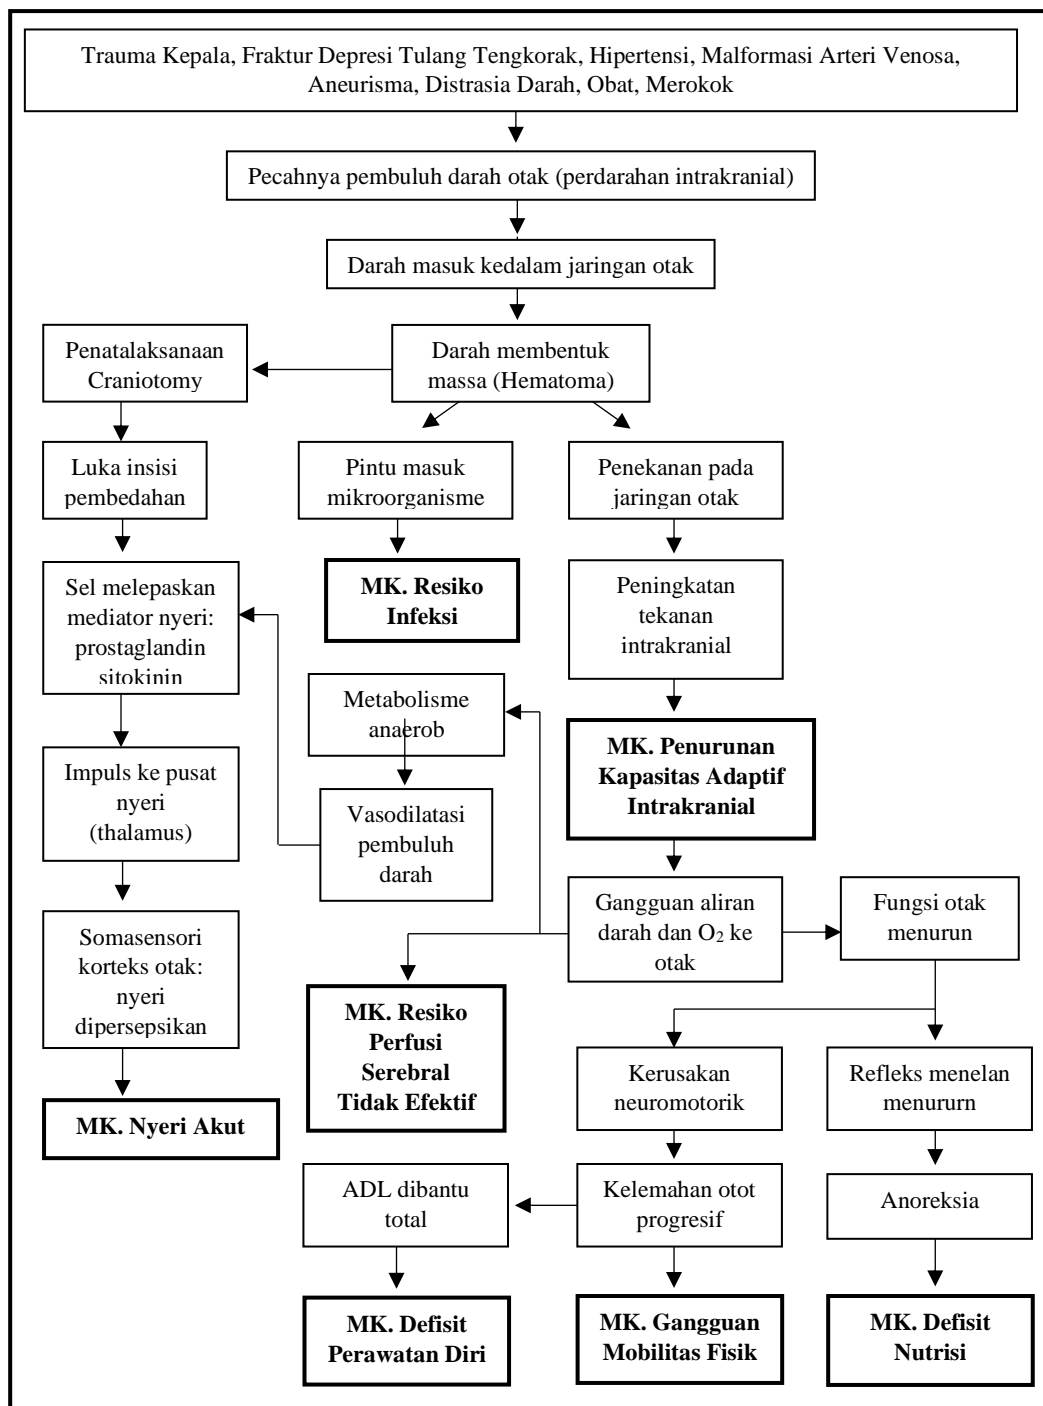 Trauma Kepala, Fraktur Depresi Tulang Tengkorak, Hipertensi, Malformasi Arteri Venosa,
Aneurisma, Distrasia Darah, Obat, Merokok
Pecahnya pembuluh darah otak (perdarahan intrakranial)
Darah masuk kedalam jaringan otak
Penatalaksanaan
Craniotomy
Darah membentuk
massa (Hematoma)
Luka insisi
pembedahan
Pintu masuk
mikroorganisme
Penekanan pada
jaringan otak
Sel melepaskan
mediator nyeri:
prostaglandin
sitokinin
MK. Resiko
Infeksi
Peningkatan
tekanan
intrakranial
Metabolisme
anaerob
MK. Penurunan
Kapasitas Adaptif
Intrakranial
Impuls ke pusat
nyeri
(thalamus)
Vasodilatasi
pembuluh
darah
Gangguan aliran
darah dan O₂ ke
otak
Fungsi otak
menurun
Somasensori
korteks otak:
nyeri
dipersepsikan
MK. Resiko
Perfusi
Serebral
Tidak Efektif
Kerusakan
neuromotorik
Refleks menelan
menururn
MK. Nyeri Akut
ADL dibantu
total
Kelemahan otot
progresif
Anoreksia
MK. Defisit
Perawatan Diri
MK. Gangguan
Mobilitas Fisik
MK. Defisit
Nutrisi